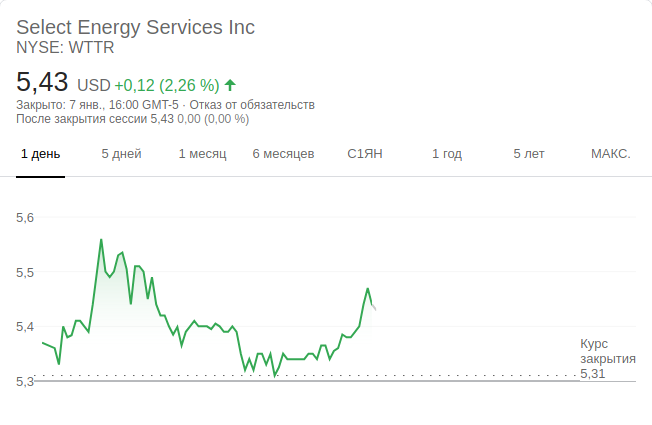 Select Energy Services Inc
NYSE: WTTR
5,43 USD +0,12 (2,26 %)
Закрыто: 7 янв., 16:00 GMT-5 · Отказ от обязательств
После закрытия сессии 5,43 0,00 (0,00 %)
1 день 5 дней 1 месяц 6 месяцев С1ЯН 1 год 5 лет МАКС.
5,6
5,5
5,4
Курс
закрытия
5,31
5,3